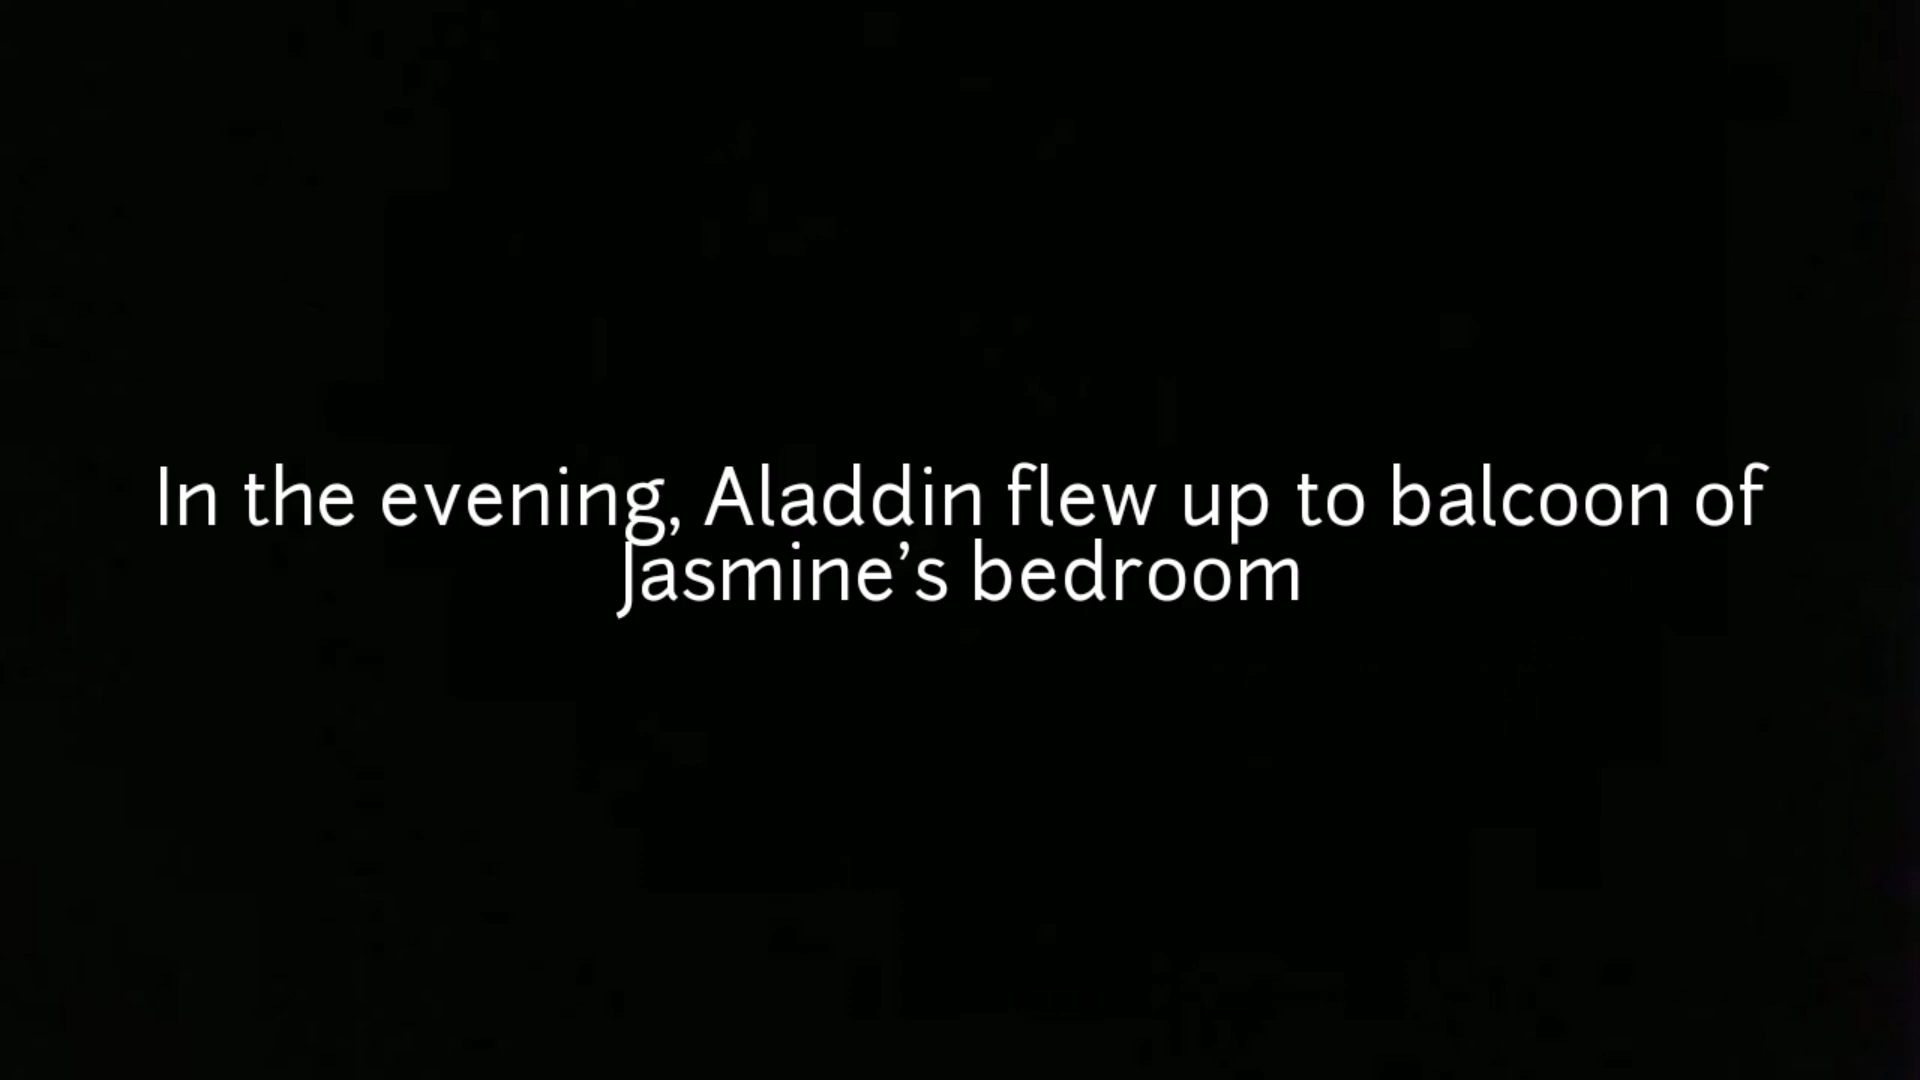 In the evening, Aladdin flew up to balcoon of
Jasmine’s bedroom